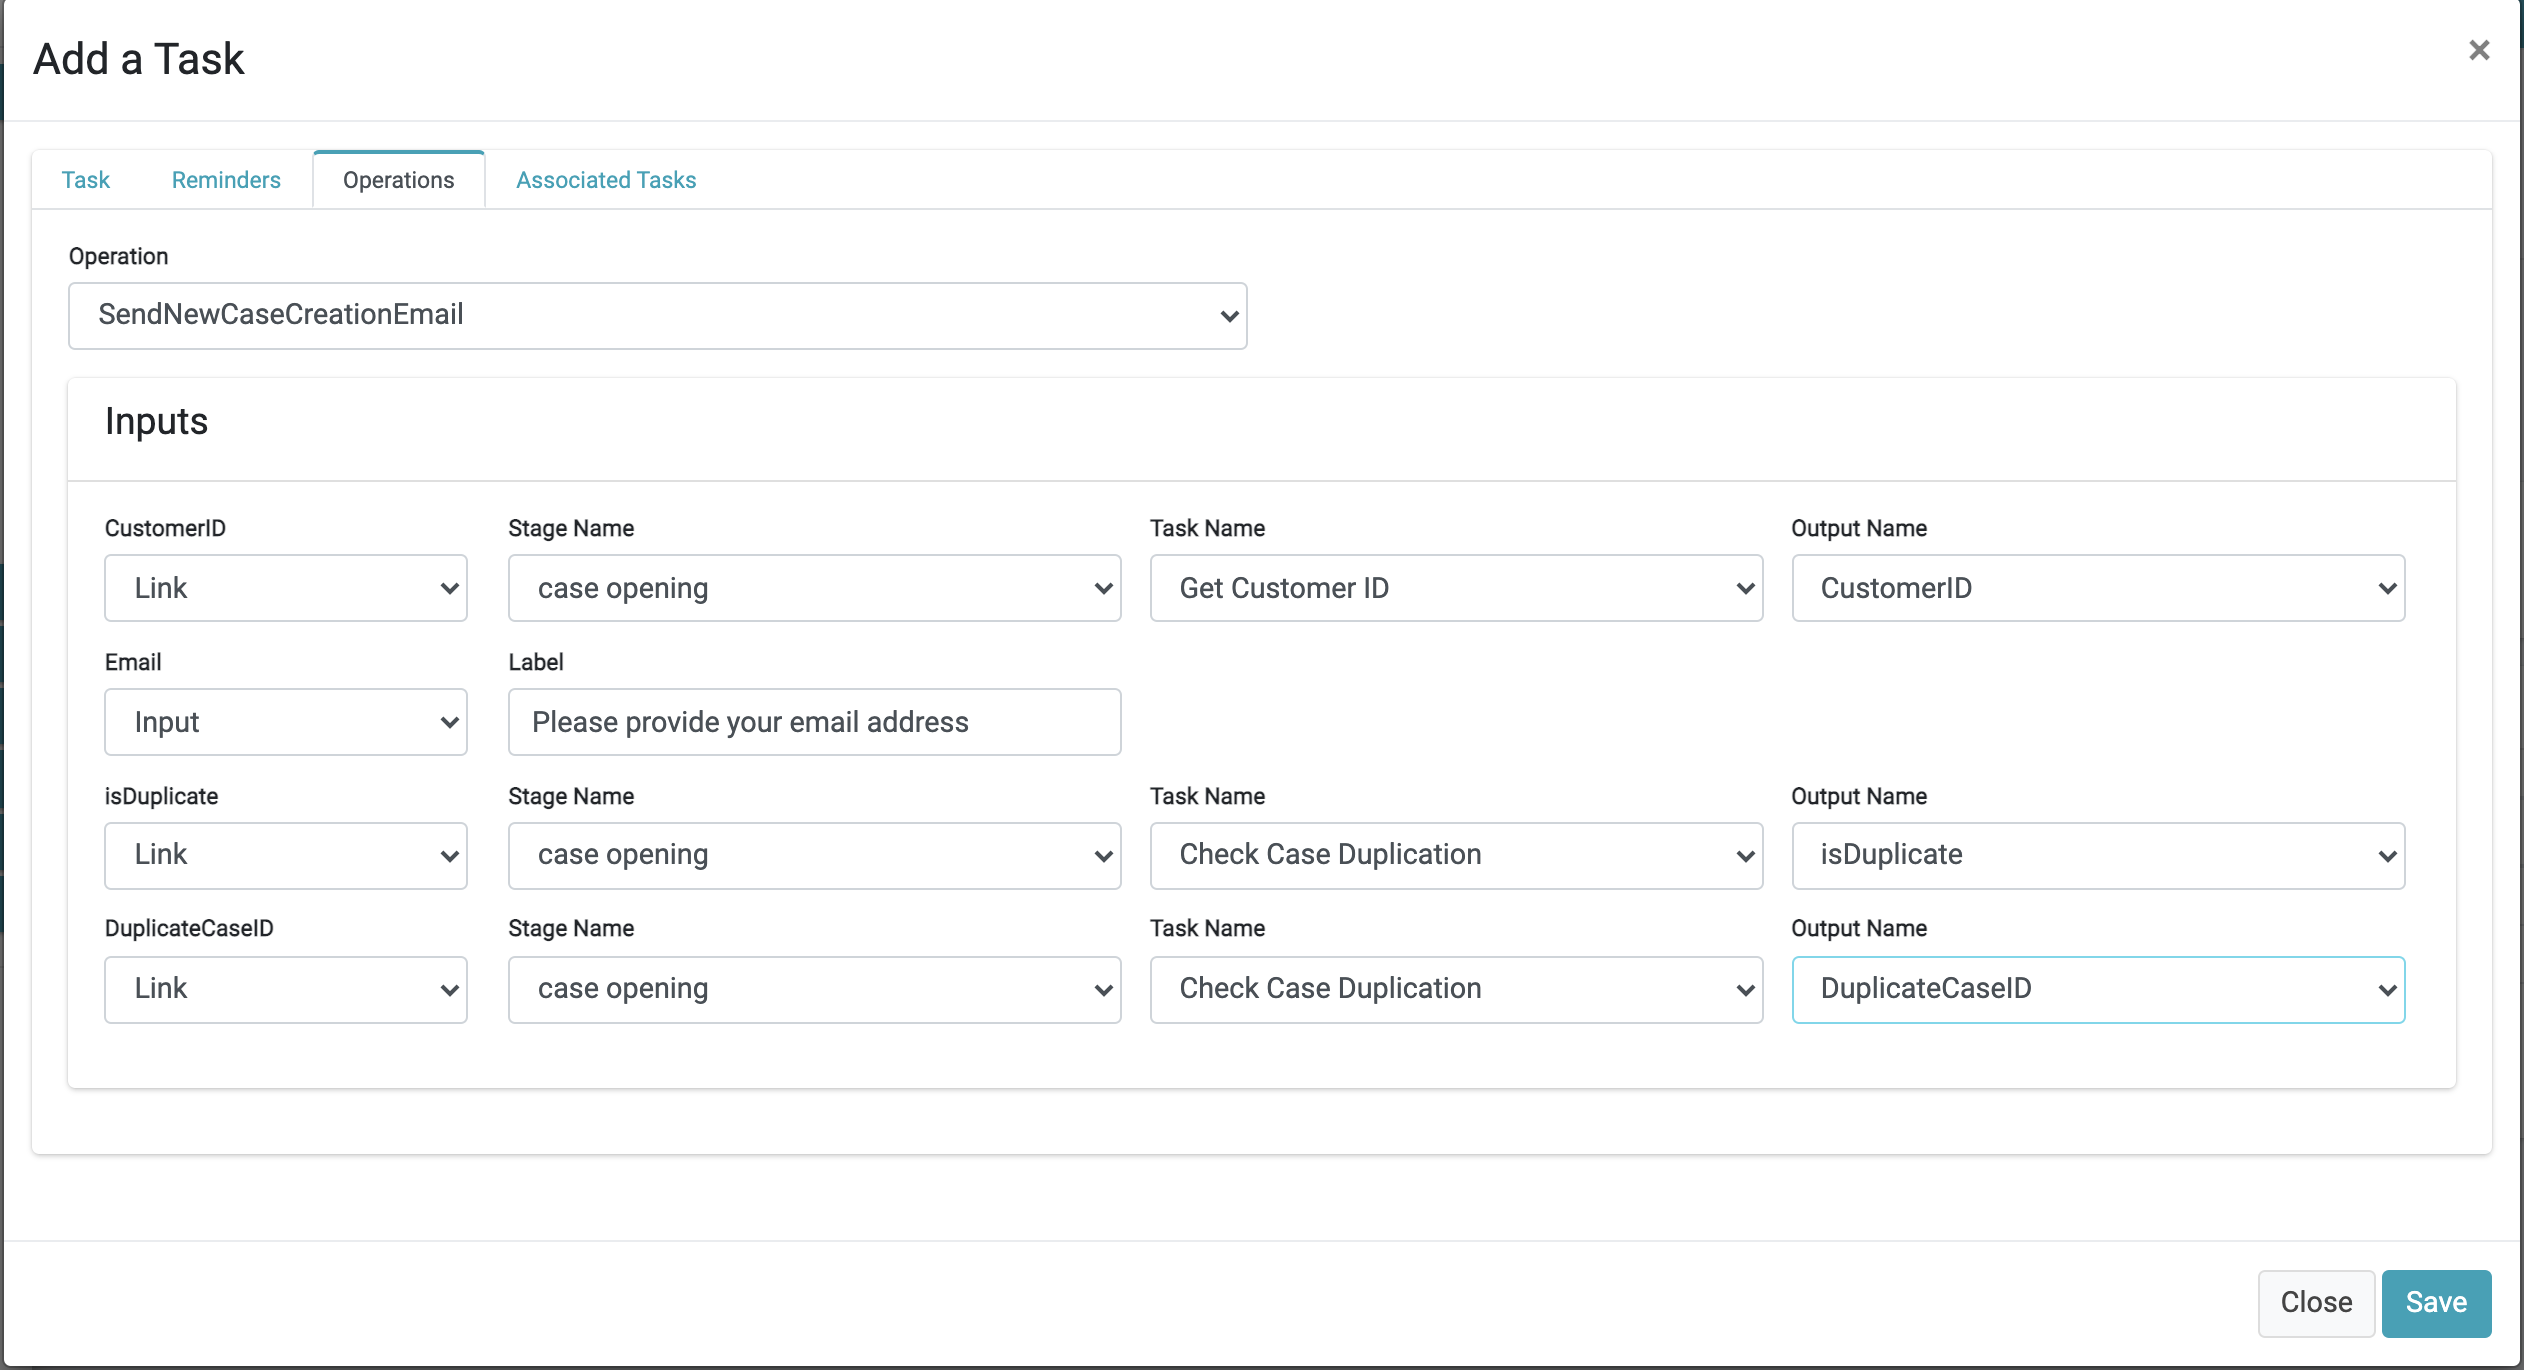 Add a Task
×
Task Reminders Operations Associated Tasks
Operation
SendNewCaseCreationEmail
Inputs
CustomerID Stage Name Task Name Output Name
Link case opening Get Customer ID CustomerID
Email Label
Input Please provide your email address
isDuplicate Stage Name Task Name Output Name
Link case opening Check Case Duplication isDuplicate
DuplicateCaseID Stage Name Task Name Output Name
Link case opening Check Case Duplication DuplicateCaseID
Close Save